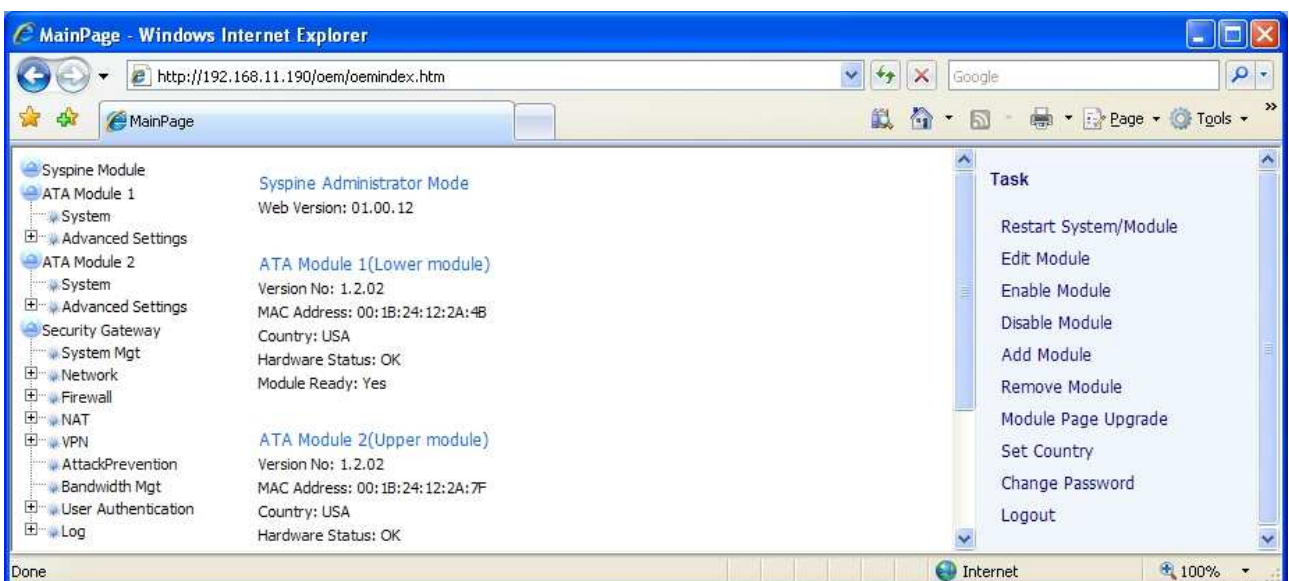 MainPage - Windows Internet Explorer
http://192.168.11.190/oem/oemindex.htm
Google
MainPage
Page
Tools
Syspine Module
ATA Module 1
System
Advanced Settings
ATA Module 2
System
Advanced Settings
Security Gateway
System Mgt
Network
Firewall
NAT
VPN
AttackPrevention
Bandwidth Mgt
User Authentication
Log
Syspine Administrator Mode
Web Version: 01.00.12
ATA Module 1(Lower module)
Version No: 1.2.02
MAC Address: 00:1B:24:12:2A:4B
Country: USA
Hardware Status: OK
Module Ready: Yes
ATA Module 2(Upper module)
Version No: 1.2.02
MAC Address: 00:1B:24:12:2A:7F
Country: USA
Hardware Status: OK
Task
Restart System/Module
Edit Module
Enable Module
Disable Module
Add Module
Remove Module
Module Page Upgrade
Set Country
Change Password
Logout
Done
Internet
100%